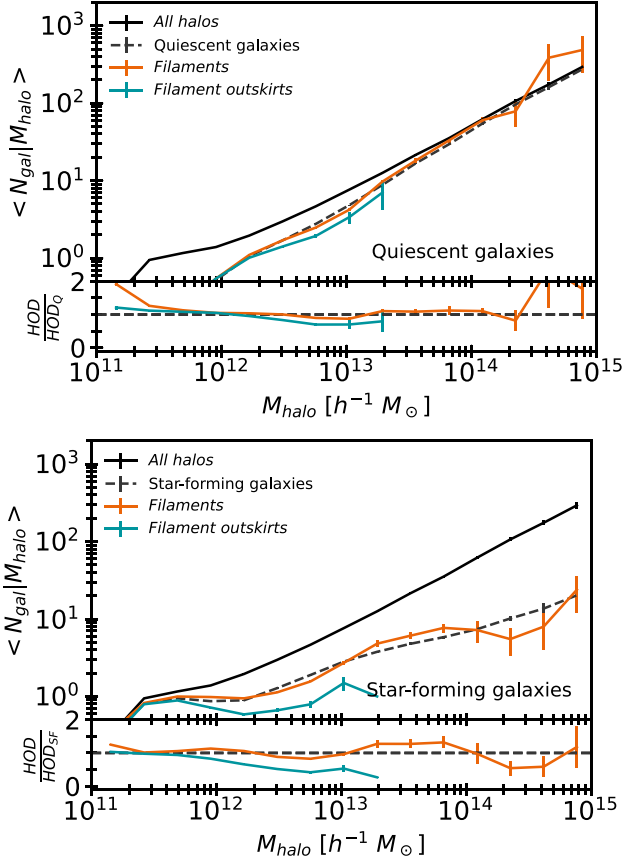 10³
10²
10¹
10⁰
< N_gal|M_halo >
All halos
Quiescent galaxies
Filaments
Filament outskirts
Quiescent galaxies
2
0
HOD
HOD_Q
10¹¹ 10¹² 10¹³ 10¹⁴ 10¹⁵
M_halo [h⁻¹ M_⊙]
10³
10²
10¹
10⁰
< N_gal|M_halo >
All halos
Star-forming galaxies
Filaments
Filament outskirts
Star-forming galaxies
2
0
HOD
HOD_SF
10¹¹ 10¹² 10¹³ 10¹⁴ 10¹⁵
M_halo [h⁻¹ M_⊙]